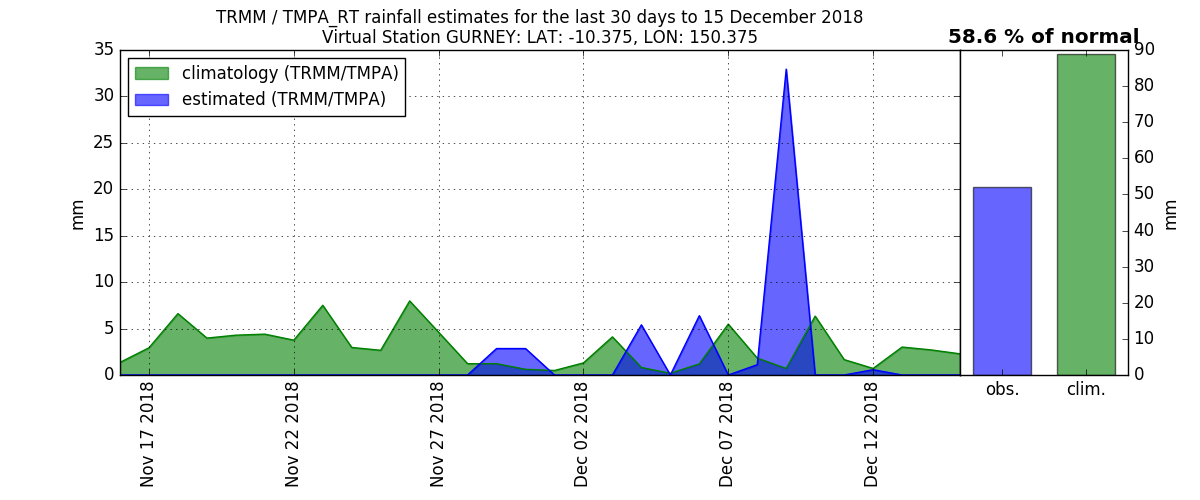 TRMM / TMPA_RT rainfall estimates for the last 30 days to 15 December 2018
Virtual Station GURNEY: LAT: -10.375, LON: 150.375
58.6 % of normal
climatology (TRMM/TMPA)
estimated (TRMM/TMPA)
mm
35
30
25
20
15
10
5
0
Nov 17 2018
Nov 22 2018
Nov 27 2018
Dec 02 2018
Dec 07 2018
Dec 12 2018
90
80
70
60
50
40
30
20
10
0
mm
obs.
clim.